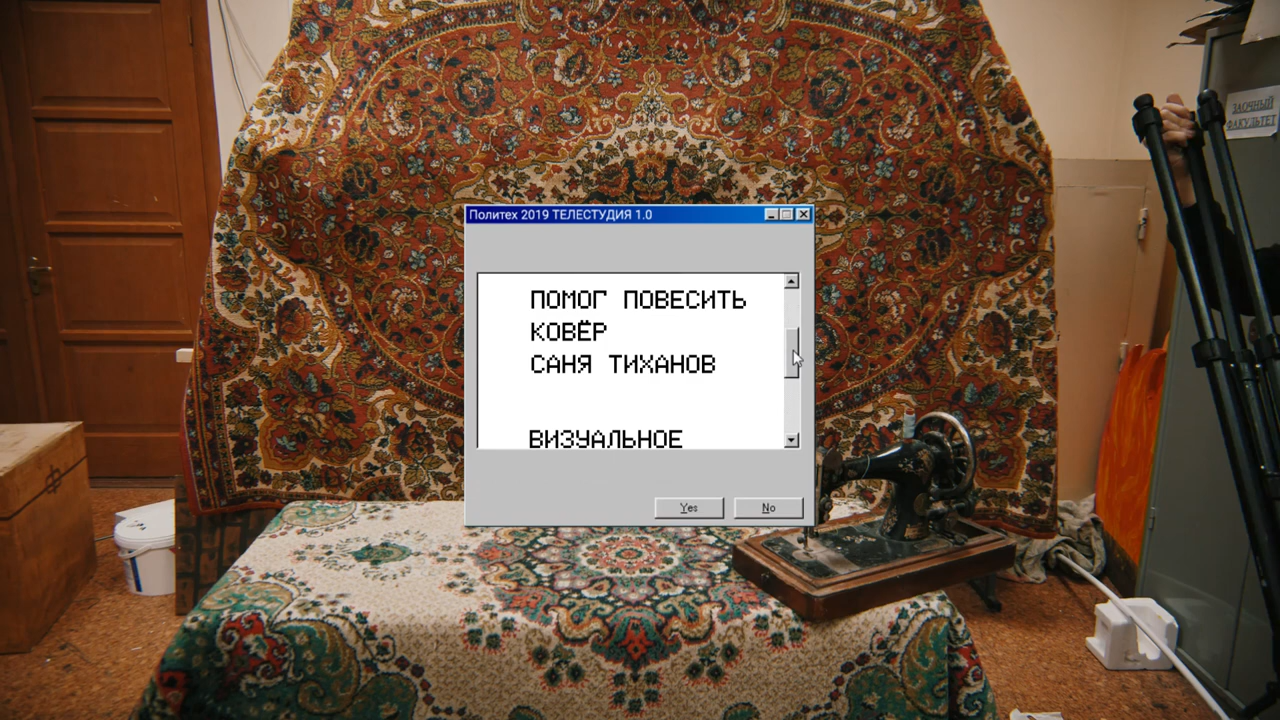 Политех 2019 ТЕЛЕСТУДИЯ 1.0
ПОМОГ ПОВЕСИТЬ
КОВЁР
САНЯ ТИХАНОВ
ВИЗУАЛЬНОЕ
Yes
No
ЗАОЧНЫЙ
ФАКУЛЬТЕТ